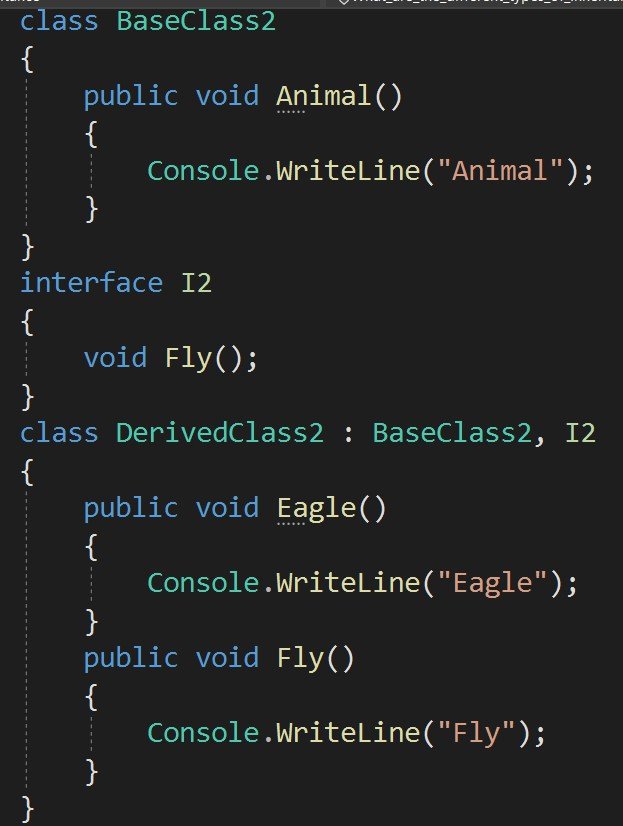 What_are_the_different_types_of_inherita
class BaseClass2
{
    public void Animal()
    {
        Console.WriteLine("Animal");
    }
}
interface I2
{
    void Fly();
}
class DerivedClass2 : BaseClass2, I2
{
    public void Eagle()
    {
        Console.WriteLine("Eagle");
    }
    public void Fly()
    {
        Console.WriteLine("Fly");
    }
}